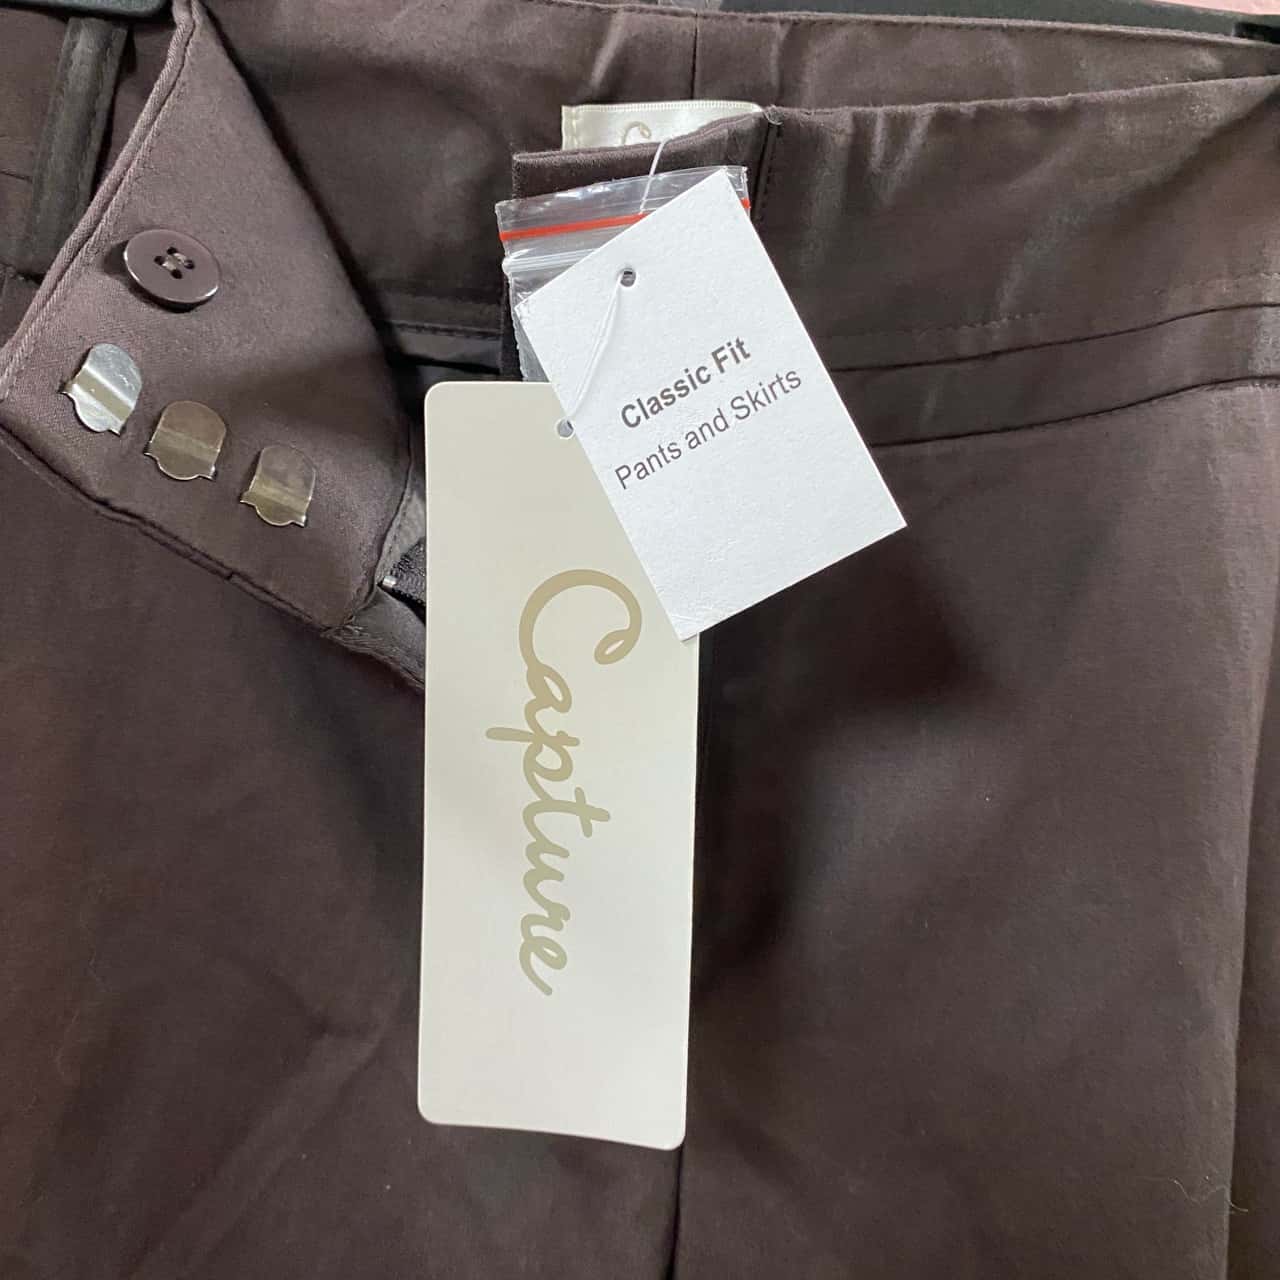 Classic Fit
Pants and Skirts
Capture